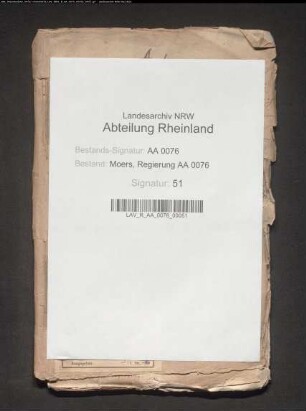 Landesarchiv NRW
Abteilung Rheinland
Bestands-Signatur: AA 0076
Bestand: Moers, Regierung AA 0076
Signatur: 51
LAV_R_AA_0076_00051